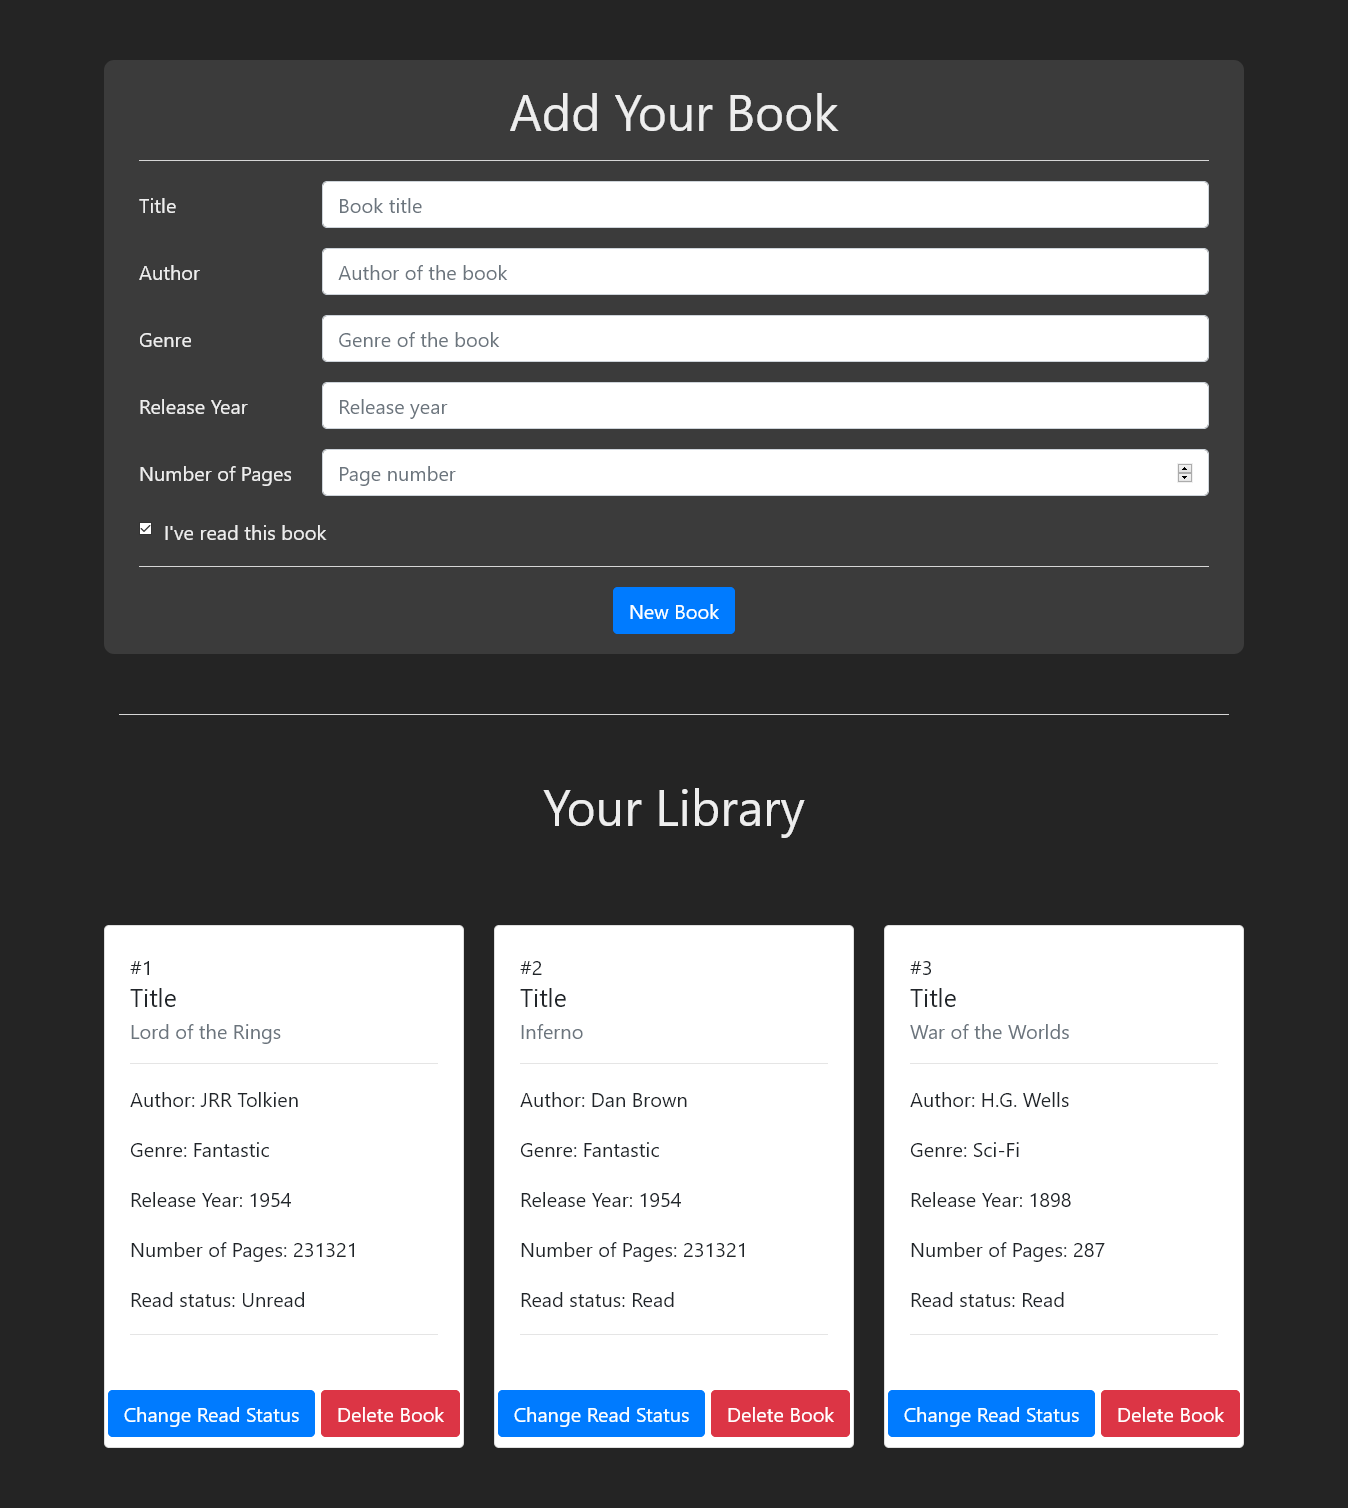 Add Your Book
Title
Book title
Author
Author of the book
Genre
Genre of the book
Release Year
Release year
Number of Pages
Page number
I've read this book
New Book
Your Library
#1
Title
Lord of the Rings
Author: JRR Tolkien
Genre: Fantastic
Release Year: 1954
Number of Pages: 231321
Read status: Unread
Change Read Status
Delete Book
#2
Title
Inferno
Author: Dan Brown
Genre: Fantastic
Release Year: 1954
Number of Pages: 231321
Read status: Read
Change Read Status
Delete Book
#3
Title
War of the Worlds
Author: H.G. Wells
Genre: Sci-Fi
Release Year: 1898
Number of Pages: 287
Read status: Read
Change Read Status
Delete Book